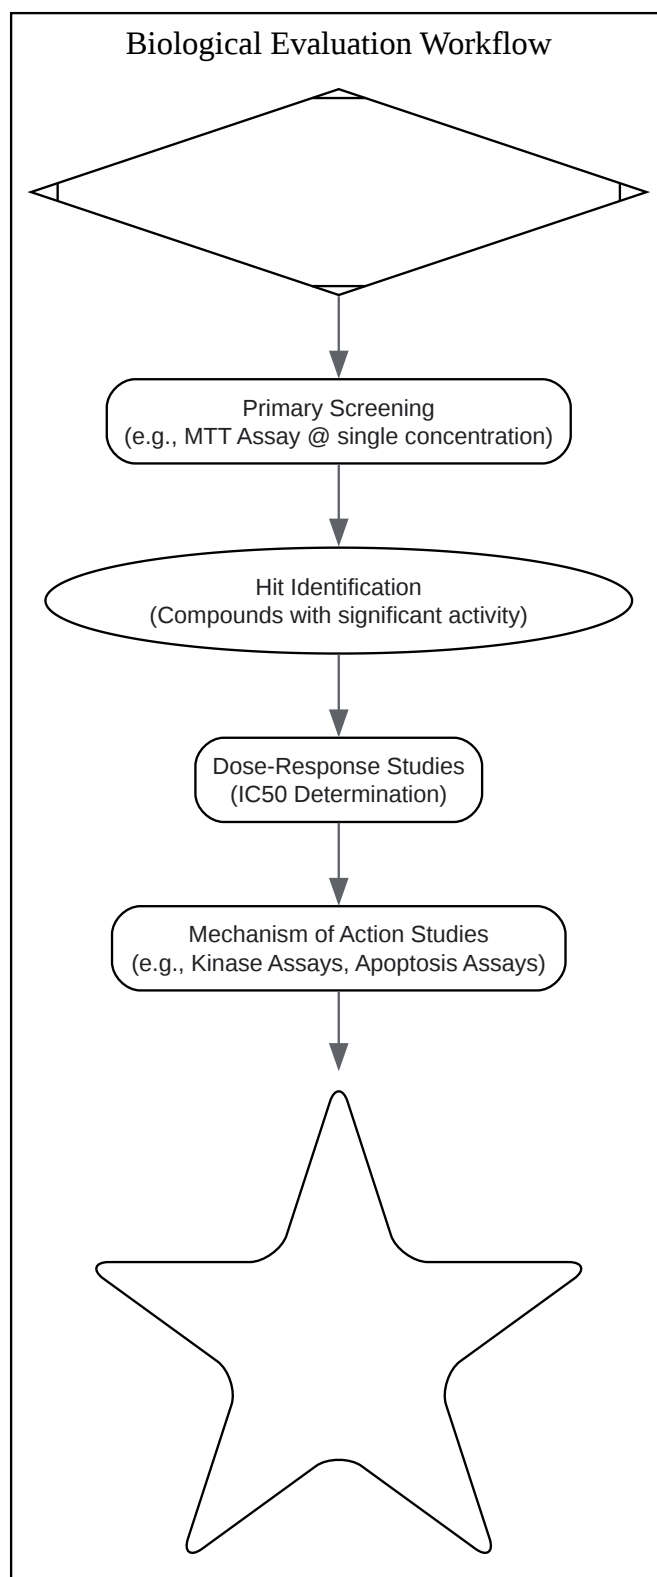 Biological Evaluation Workflow
Primary Screening
(e.g., MTT Assay @ single concentration)
Hit Identification
(Compounds with significant activity)
Dose-Response Studies
(IC50 Determination)
Mechanism of Action Studies
(e.g., Kinase Assays, Apoptosis Assays)